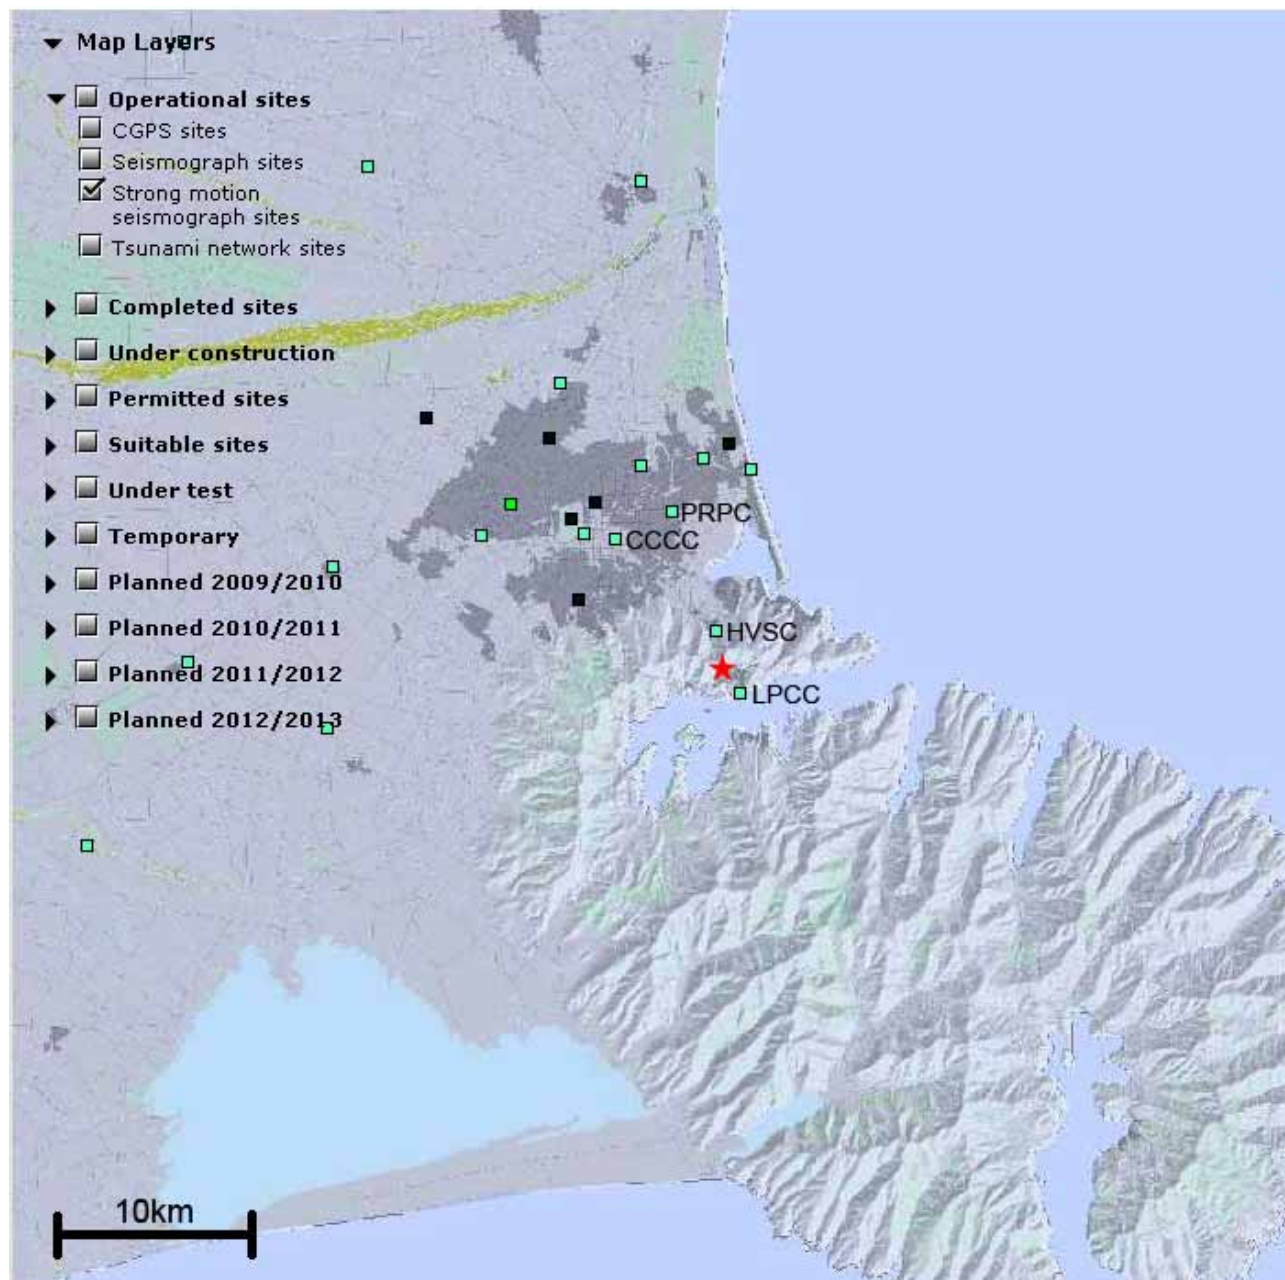 Map Layers
Operational sites
CGPS sites
Seismograph sites
Strong motion
seismograph sites
Tsunami network sites
Completed sites
Under construction
Permitted sites
Suitable sites
Under test
Temporary
Planned 2009/2010
Planned 2010/2011
Planned 2011/2012
Planned 2012/2013
PRPC
CCCC
HVSC
LPCC
10km